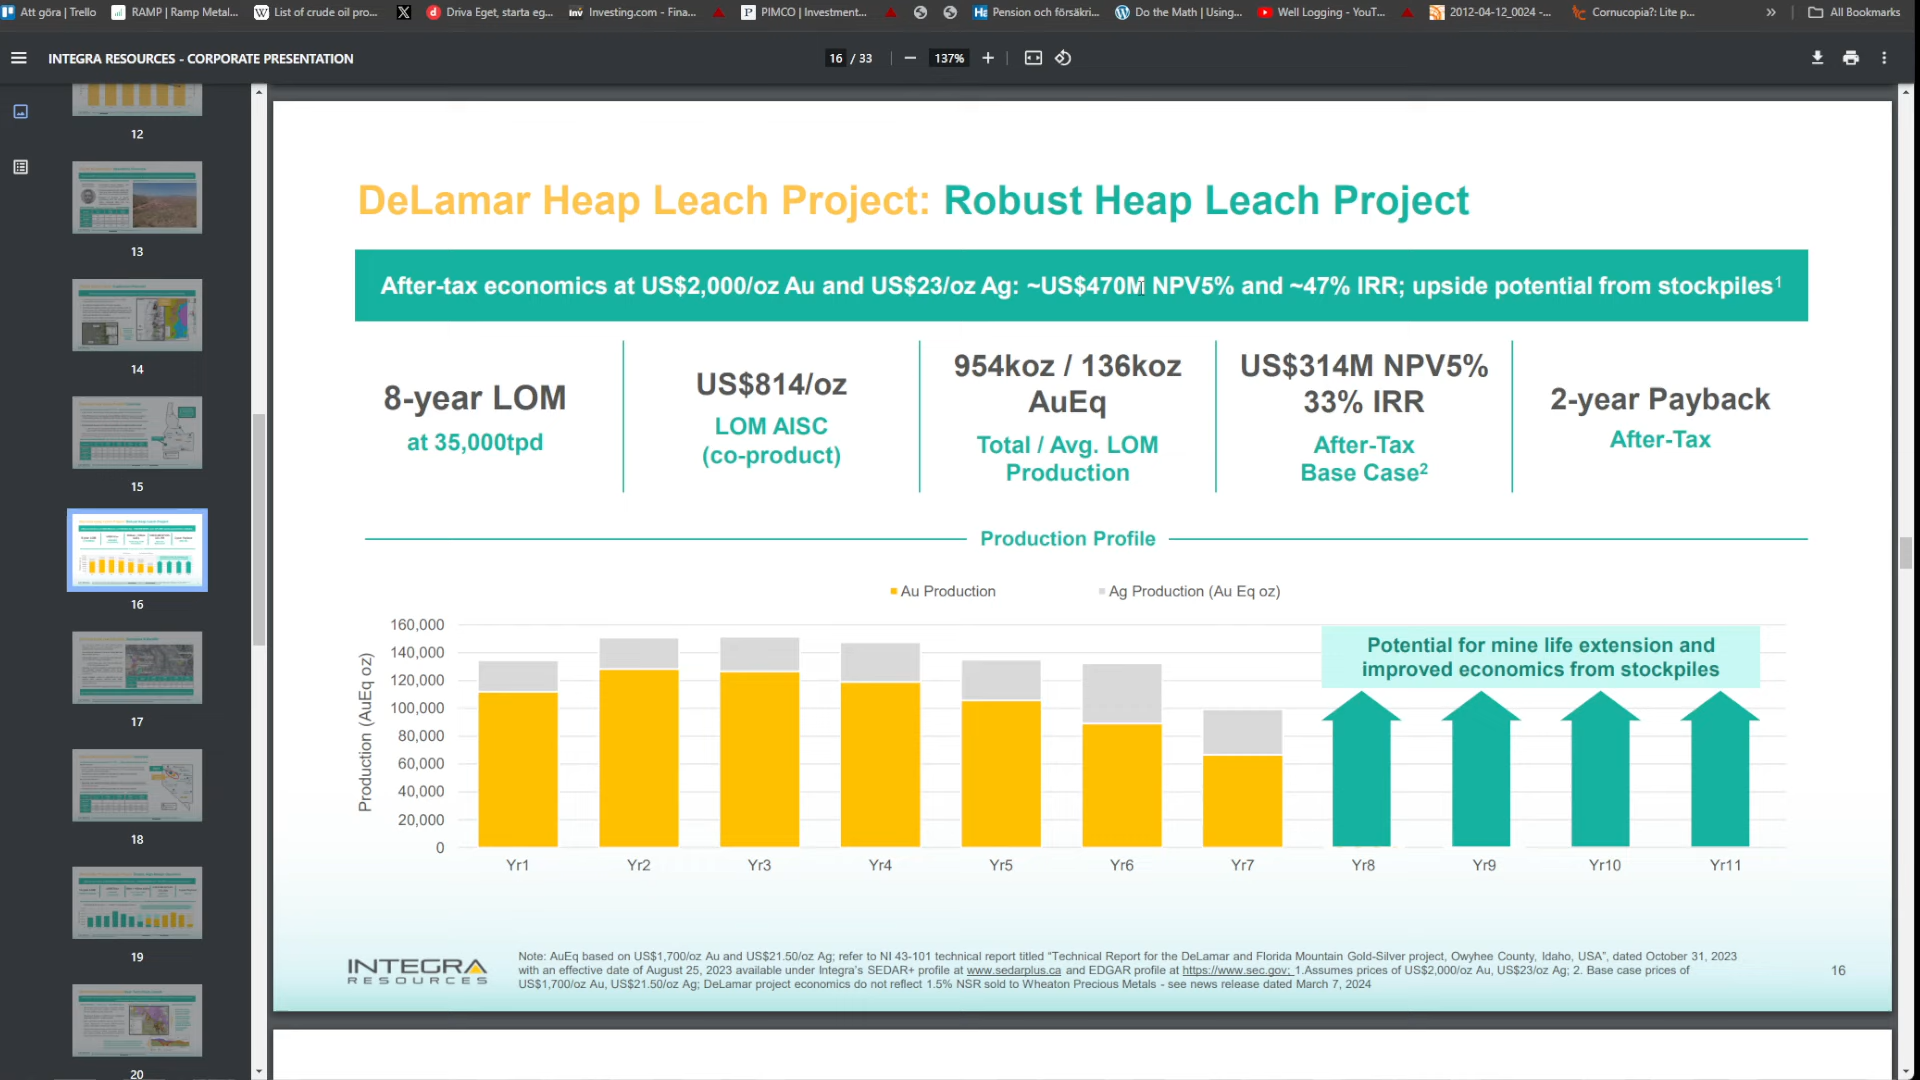 Att göra | Trello
RAMP | Ramp Metal...
List of crude oil pro...
Driva Eget, starta eg...
Investing.com - Fina...
PIMCO | Investment...
Pension och försäkri...
Do the Math | Using...
Well Logging - YouT...
2012-04-12_0024 -...
Cornucopia?: Lite p...
All Bookmarks
INTEGRA RESOURCES - CORPORATE PRESENTATION
16 / 33
137%
12
13
14
15
16
17
18
19
20
DeLamar Heap Leach Project: Robust Heap Leach Project
After-tax economics at US$2,000/oz Au and US$23/oz Ag: ~US$470M NPV5% and ~47% IRR; upside potential from stockpiles¹
8-year LOM
at 35,000tpd
US$814/oz
LOM AISC
(co-product)
954koz / 136koz
AuEq
Total / Avg. LOM
Production
US$314M NPV5%
33% IRR
After-Tax
Base Case²
2-year Payback
After-Tax
Production Profile
Au Production
Ag Production (Au Eq oz)
Production (AuEq oz)
160,000
140,000
120,000
100,000
80,000
60,000
40,000
20,000
0
Potential for mine life extension and
improved economics from stockpiles
Yr1
Yr2
Yr3
Yr4
Yr5
Yr6
Yr7
Yr8
Yr9
Yr10
Yr11
INTEGRA
RESOURCES
Note: AuEq based on US$1,700/oz Au and US$21.50/oz Ag; refer to NI 43-101 technical report titled “Technical Report for the DeLamar and Florida Mountain Gold-Silver project, Owyhee County, Idaho, USA”, dated October 31, 2023
with an effective date of August 25, 2023 available under Integra’s SEDAR+ profile at www.sedarplus.ca and EDGAR profile at https://www.sec.gov; 1.Assumes prices of US$2,000/oz Au, US$23/oz Ag; 2. Base case prices of
US$1,700/oz Au, US$21.50/oz Ag; DeLamar project economics do not reflect 1.5% NSR sold to Wheaton Precious Metals - see news release dated March 7, 2024
16